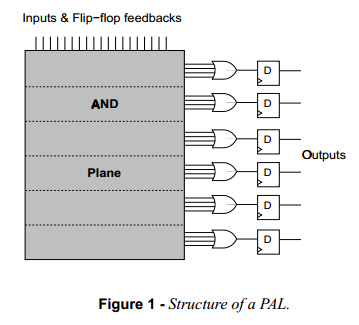 Inputs & Flip-flop feedbacks
AND
Plane
D
D
D
D
D
D
Outputs
Figure 1 - Structure of a PAL.